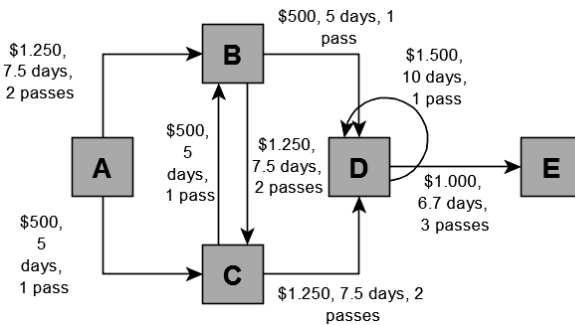 $500, 5 days, 1
pass
$1.250,
7.5 days,
2 passes
B
$1.500,
10 days,
1 pass
$500,
5
days,
1 pass
$1.250,
7.5 days,
2 passes
A
D
E
$1.000,
6.7 days,
3 passes
$500,
5
days,
1 pass
C
$1.250, 7.5 days, 2
passes